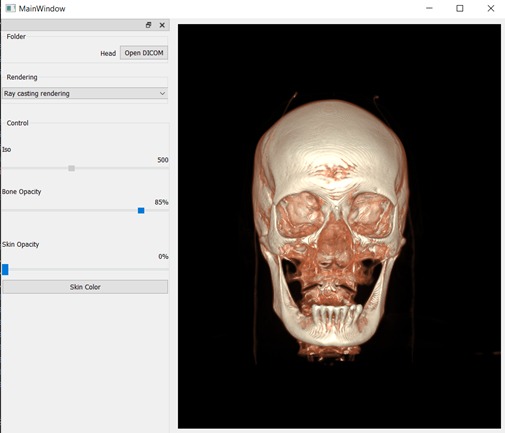 MainWindow
Folder
Head Open DICOM
Rendering
Ray casting rendering
Control
Iso
500
Bone Opacity
85%
Skin Opacity
0%
Skin Color